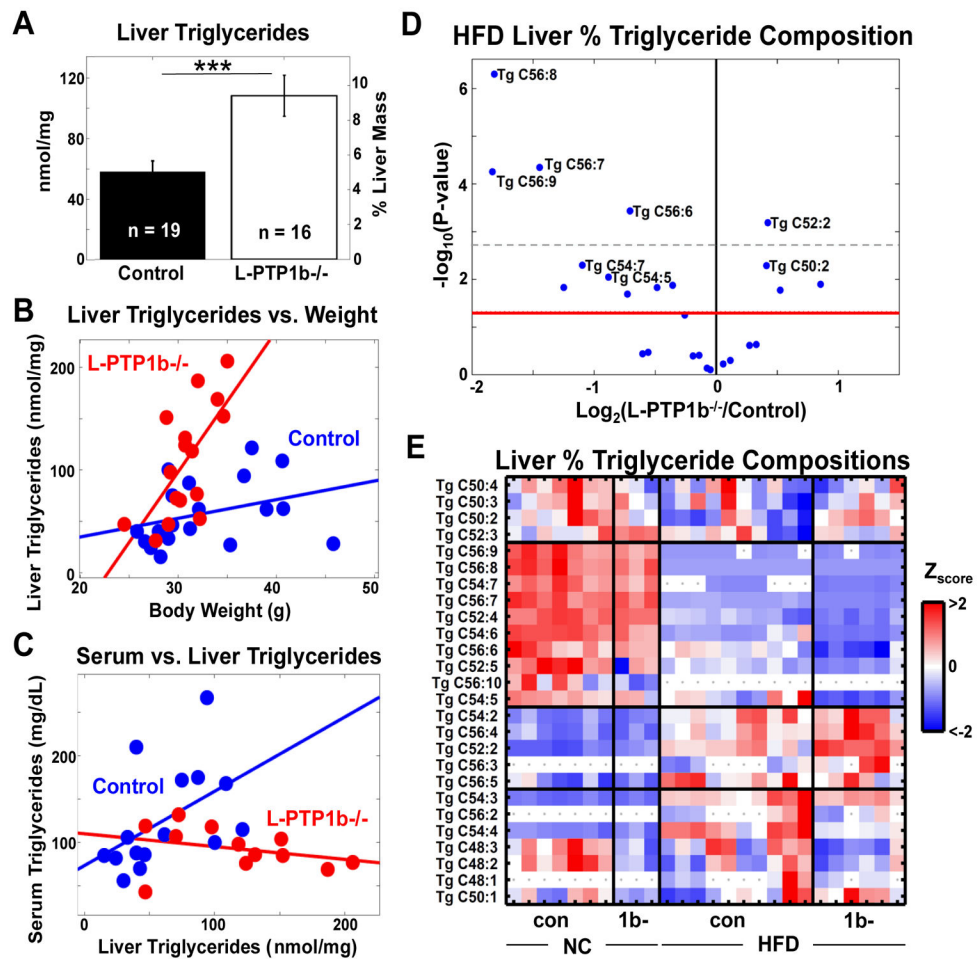 A
Liver Triglycerides
***
120
80
40
0
nmol/mg
10
8
6
4
2
0
% Liver Mass
n = 19
n = 16
Control
L-PTP1b-/-
B
Liver Triglycerides vs. Weight
L-PTP1b-/-
Control
200
100
0
Liver Triglycerides (nmol/mg)
20
30
40
50
Body Weight (g)
C
Serum vs. Liver Triglycerides
Control
L-PTP1b-/-
200
100
0
Serum Triglycerides (mg/dL)
0
100
200
Liver Triglycerides (nmol/mg)
D
HFD Liver % Triglyceride Composition
6
4
2
0
-log10(P-value)
Tg C56:8
Tg C56:7
Tg C56:9
Tg C56:6
Tg C52:2
Tg C54:7
Tg C50:2
Tg C54:5
-2
-1
0
1
Log2(L-PTP1b-/-/Control)
E
Liver % Triglyceride Compositions
Tg C50:4
Tg C50:3
Tg C50:2
Tg C52:3
Tg C56:9
Tg C56:8
Tg C54:7
Tg C56:7
Tg C52:4
Tg C54:6
Tg C56:6
Tg C52:5
Tg C56:10
Tg C54:5
Tg C54:2
Tg C56:4
Tg C52:2
Tg C56:3
Tg C56:5
Tg C54:3
Tg C56:2
Tg C54:4
Tg C48:3
Tg C48:2
Tg C48:1
Tg C50:1
con
1b-
con
1b-
NC
HFD
Zscore
>2
0
<-2